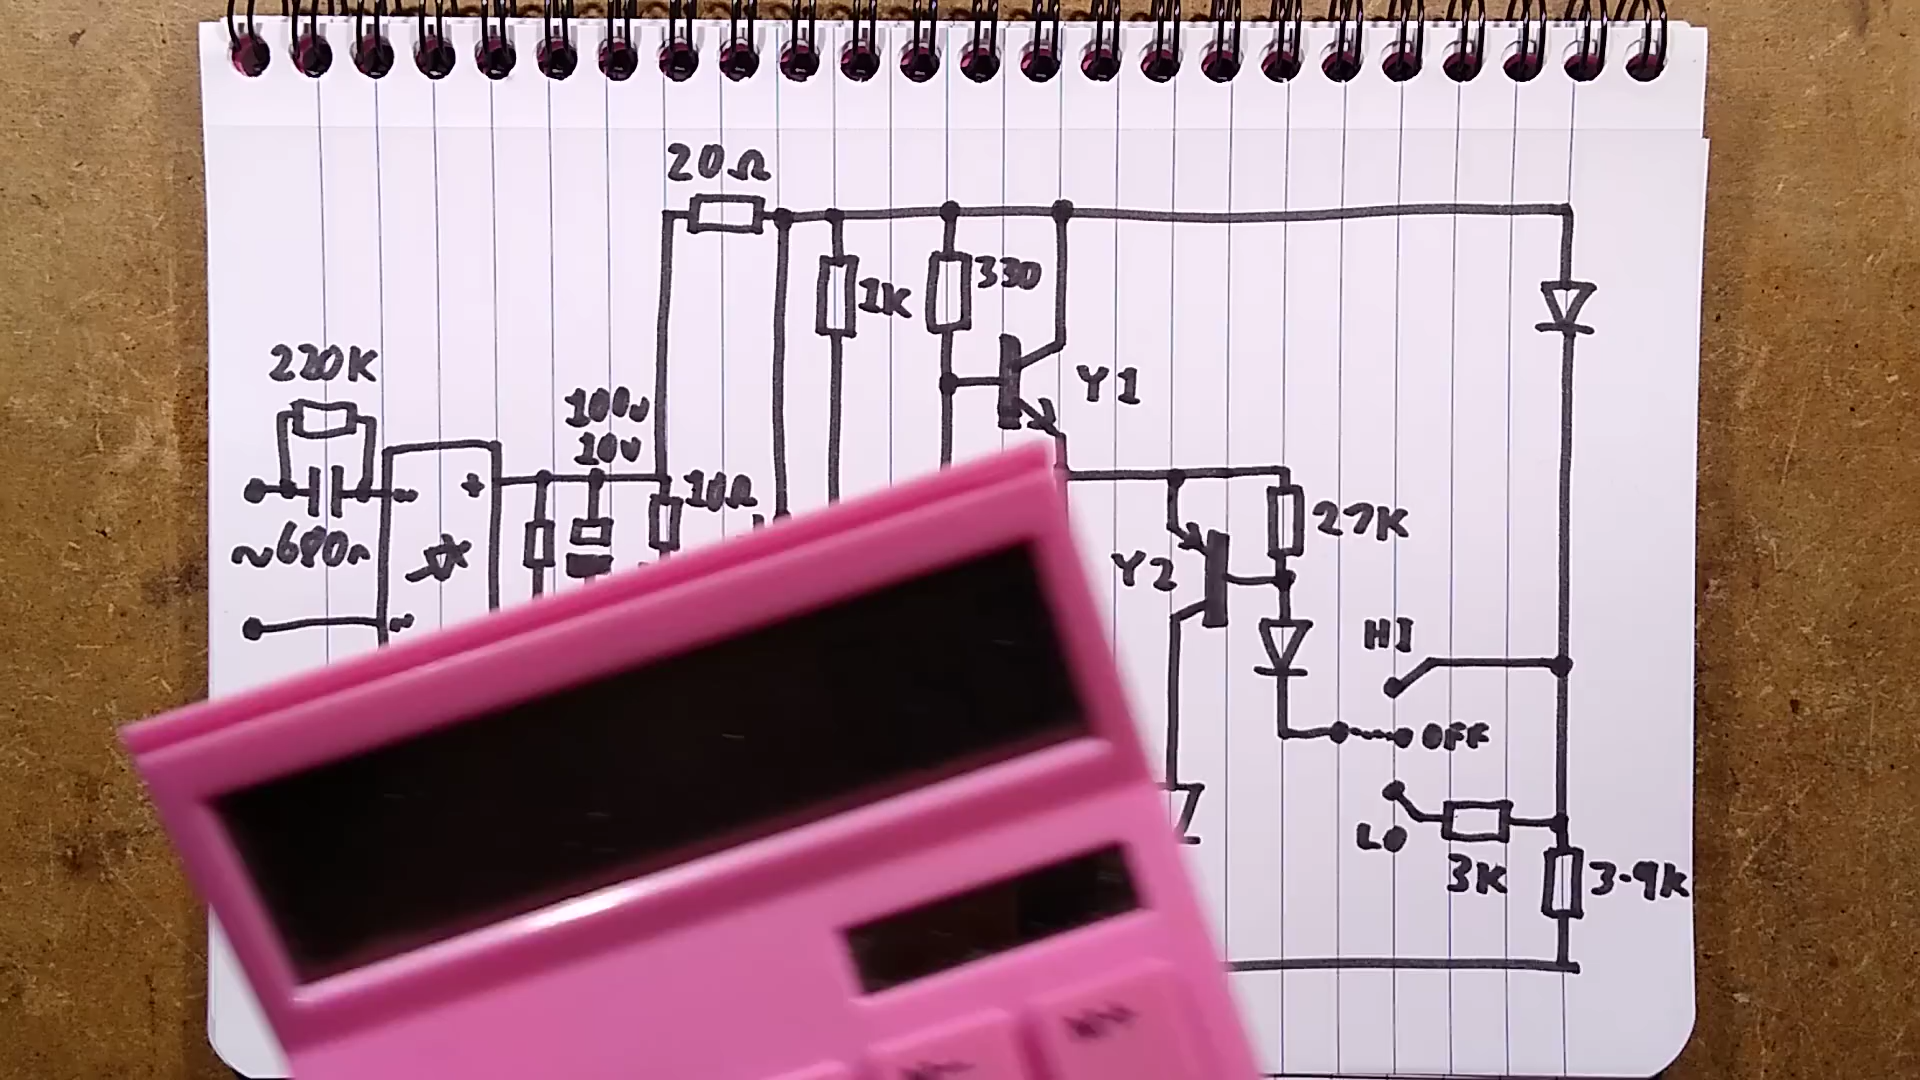 20Ω
1K
330
Y1
220K
100u
10V
+
10Ω
~
27K
~680n
Y2
~
HI
OFF
LO
3K
3.9K